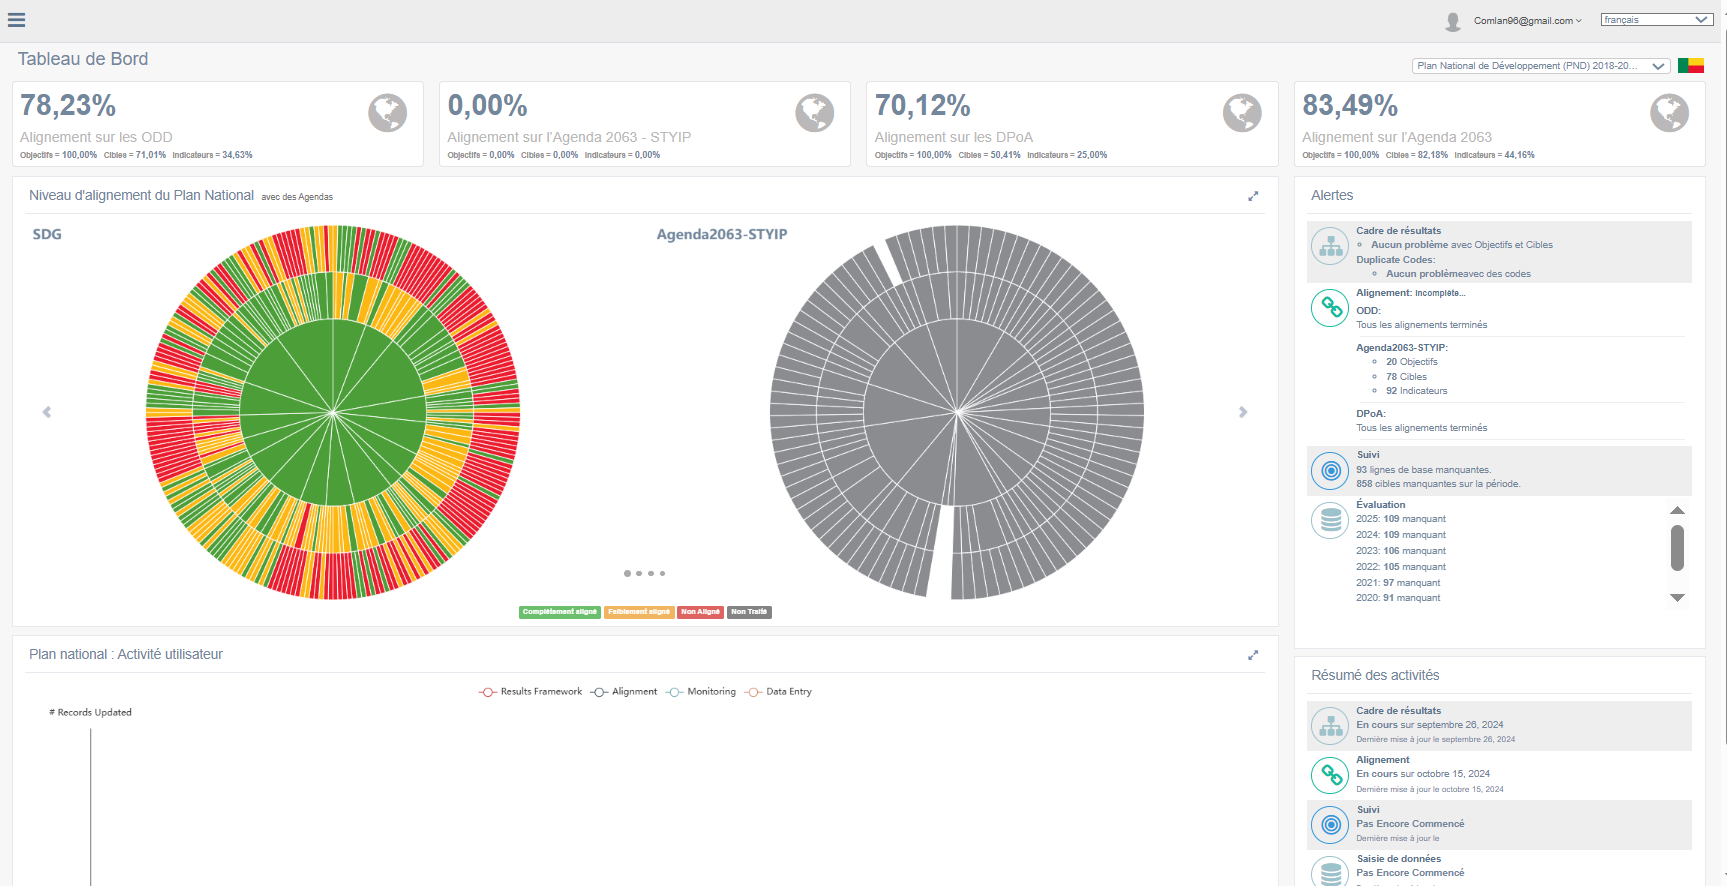 Comlan96@gmail.com
français
Tableau de Bord
Plan National de Développement (PND) 2018-20...
78,23%
Alignement sur les ODD
Objectifs = 100,00% Cibles = 71,01% Indicateurs = 34,63%
0,00%
Alignement sur l'Agenda 2063 - STYIP
Objectifs = 0,00% Cibles = 0,00% Indicateurs = 0,00%
70,12%
Alignement sur les DPoA
Objectifs = 100,00% Cibles = 50,41% Indicateurs = 25,00%
83,49%
Alignement sur l'Agenda 2063
Objectifs = 100,00% Cibles = 82,18% Indicateurs = 44,16%
Niveau d'alignement du Plan National avec des Agendas
SDG
Agenda2063-STYIP
Complètement aligné
Faiblement aligné
Non Aligné
Non Traité
Alertes
Cadre de résultats
Aucun problème avec Objectifs et Cibles
Duplicate Codes:
Aucun problèmeavec des codes
Alignement: Incomplète...
ODD:
Tous les alignements terminés
Agenda2063-STYIP:
20 Objectifs
78 Cibles
92 Indicateurs
DPoA:
Tous les alignements terminés
Suivi
93 lignes de base manquantes.
858 cibles manquantes sur la période.
Évaluation
2025: 109 manquant
2024: 109 manquant
2023: 106 manquant
2022: 105 manquant
2021: 97 manquant
2020: 91 manquant
Plan national : Activité utilisateur
Results Framework
Alignment
Monitoring
Data Entry
# Records Updated
Résumé des activités
Cadre de résultats
En cours sur septembre 26, 2024
Dernière mise à jour le septembre 26, 2024
Alignement
En cours sur octobre 15, 2024
Dernière mise à jour le octobre 15, 2024
Suivi
Pas Encore Commencé
Dernière mise à jour le
Saisie de données
Pas Encore Commencé